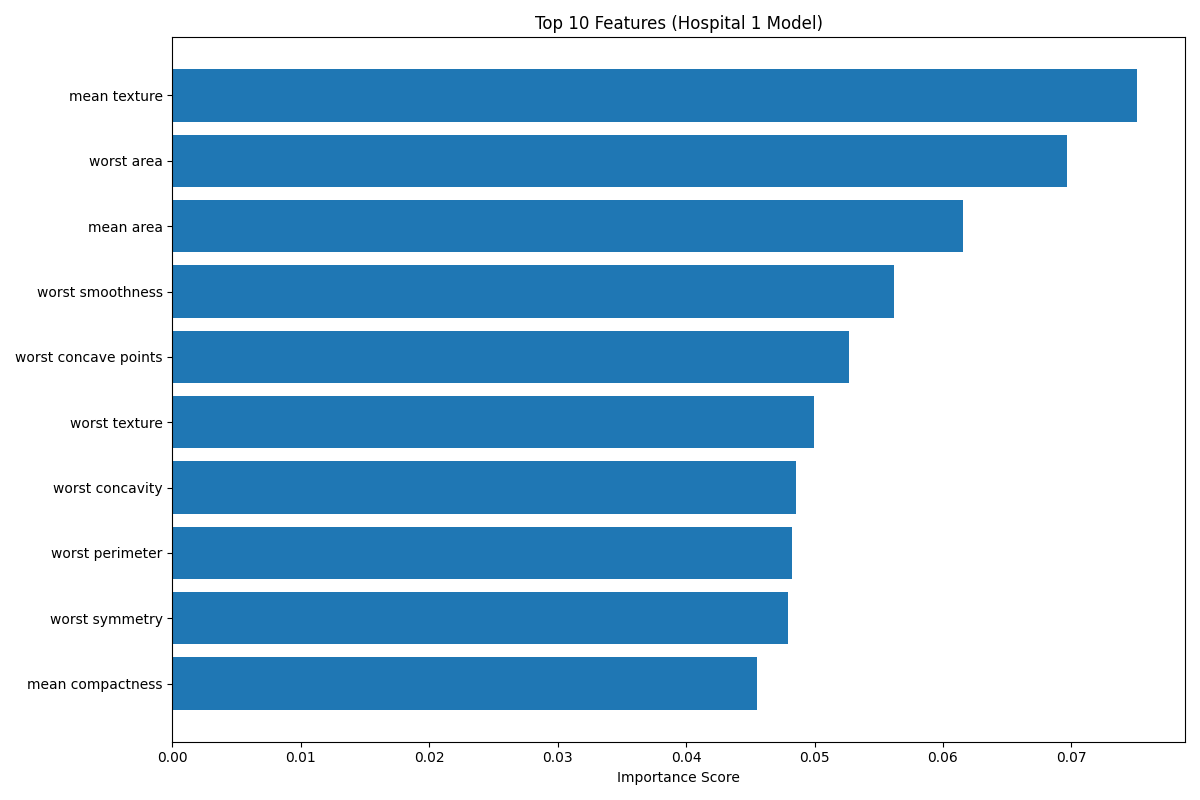 Top 10 Features (Hospital 1 Model)
mean texture
worst area
mean area
worst smoothness
worst concave points
worst texture
worst concavity
worst perimeter
worst symmetry
mean compactness
0.00 0.01 0.02 0.03 0.04 0.05 0.06 0.07
Importance Score